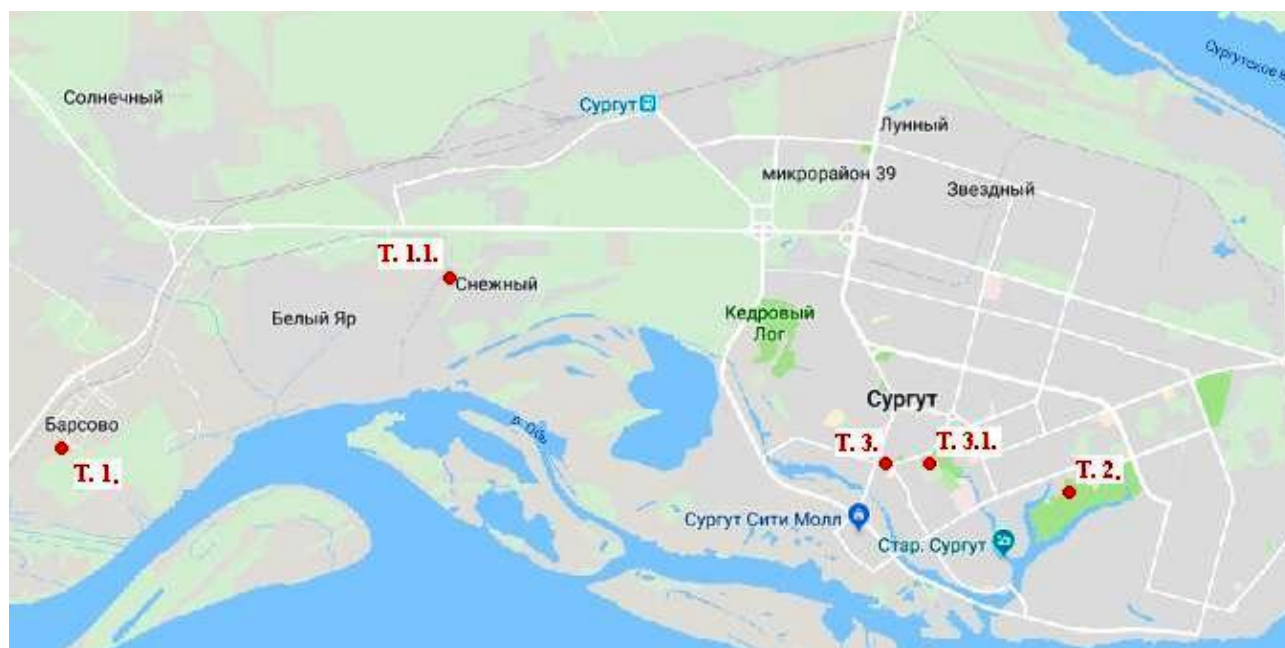 Сургутское в
Солнечный
Сургут
Лунный
микрорайон 39
Звездный
Т. 1.1.
Снежный
Белый Яр
Кедровый
Лог
Сургут
Барсово
р. Обь
Т. 3.
Т. 3.1.
Т. 1.
Т. 2.
Сургут Сити Молл
Стар. Сургут